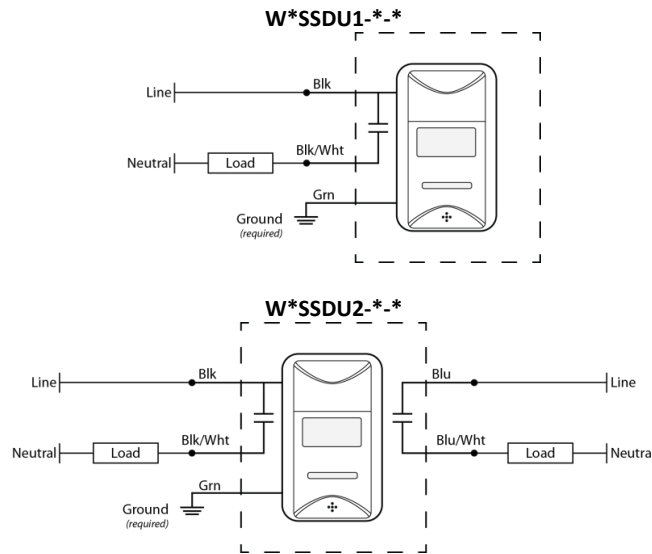 W*SSDU1-*-*
Line
Blk
Neutral
Load
Blk/Wht
Grn
Ground
(required)
W*SSDU2-*-*
Line
Blk
Blu
Line
Neutral
Load
Blk/Wht
Blu/Wht
Load
Neutra
Grn
Ground
(required)